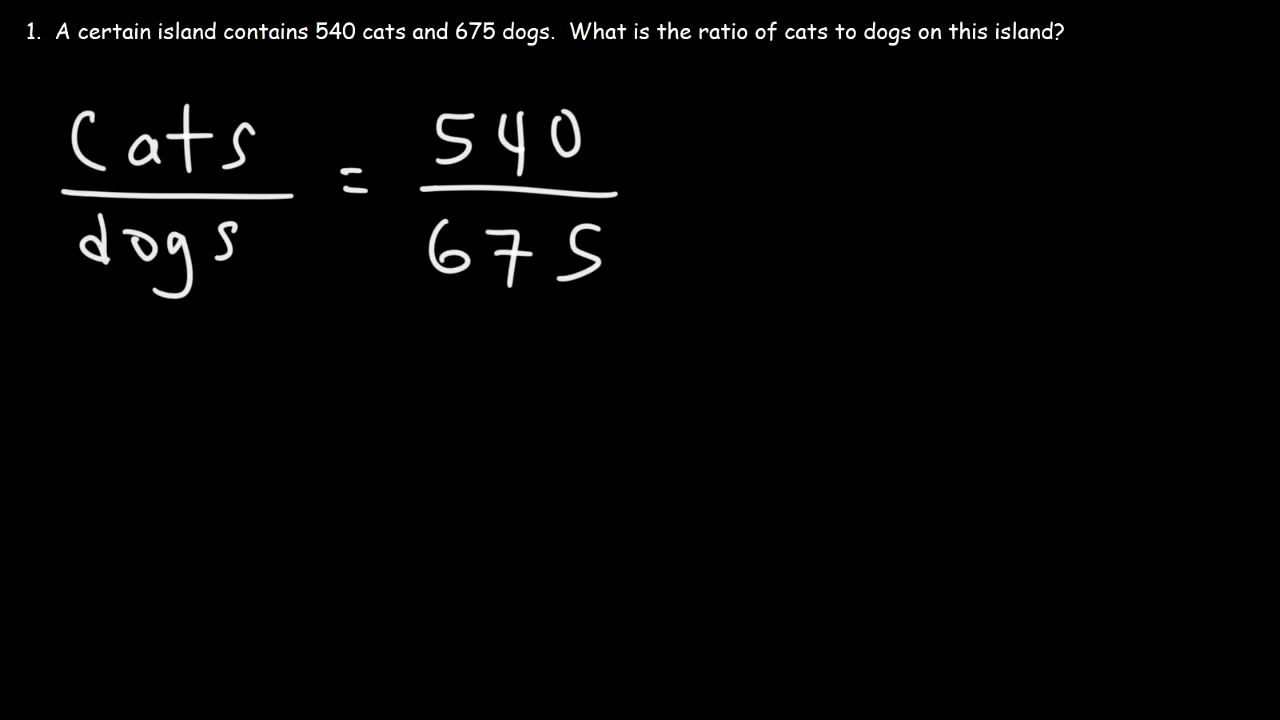 1. A certain island contains 540 cats and 675 dogs. What is the ratio of cats to dogs on this island?
Cats = 540
dogs 675